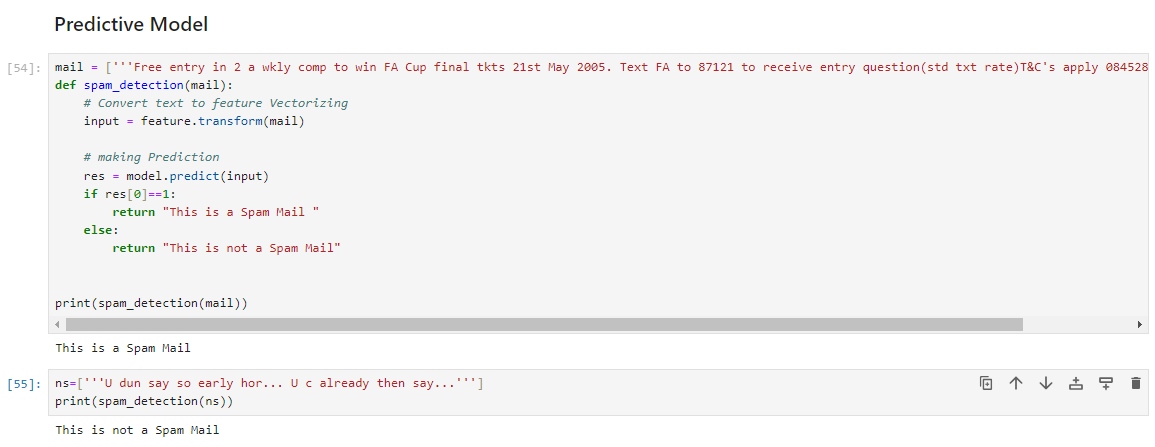 Predictive Model
[54]:
mail = ['''Free entry in 2 a wkly comp to win FA Cup final tkts 21st May 2005. Text FA to 87121 to receive entry question(std txt rate)T&C's apply 084528
def spam_detection(mail):
    # Convert text to feature Vectorizing
    input = feature.transform(mail)
    # making Prediction
    res = model.predict(input)
    if res[0]==1:
        return "This is a Spam Mail "
    else:
        return "This is not a Spam Mail"
print(spam_detection(mail))
This is a Spam Mail
[55]:
ns=['''U dun say so early hor... U c already then say...''']
print(spam_detection(ns))
This is not a Spam Mail